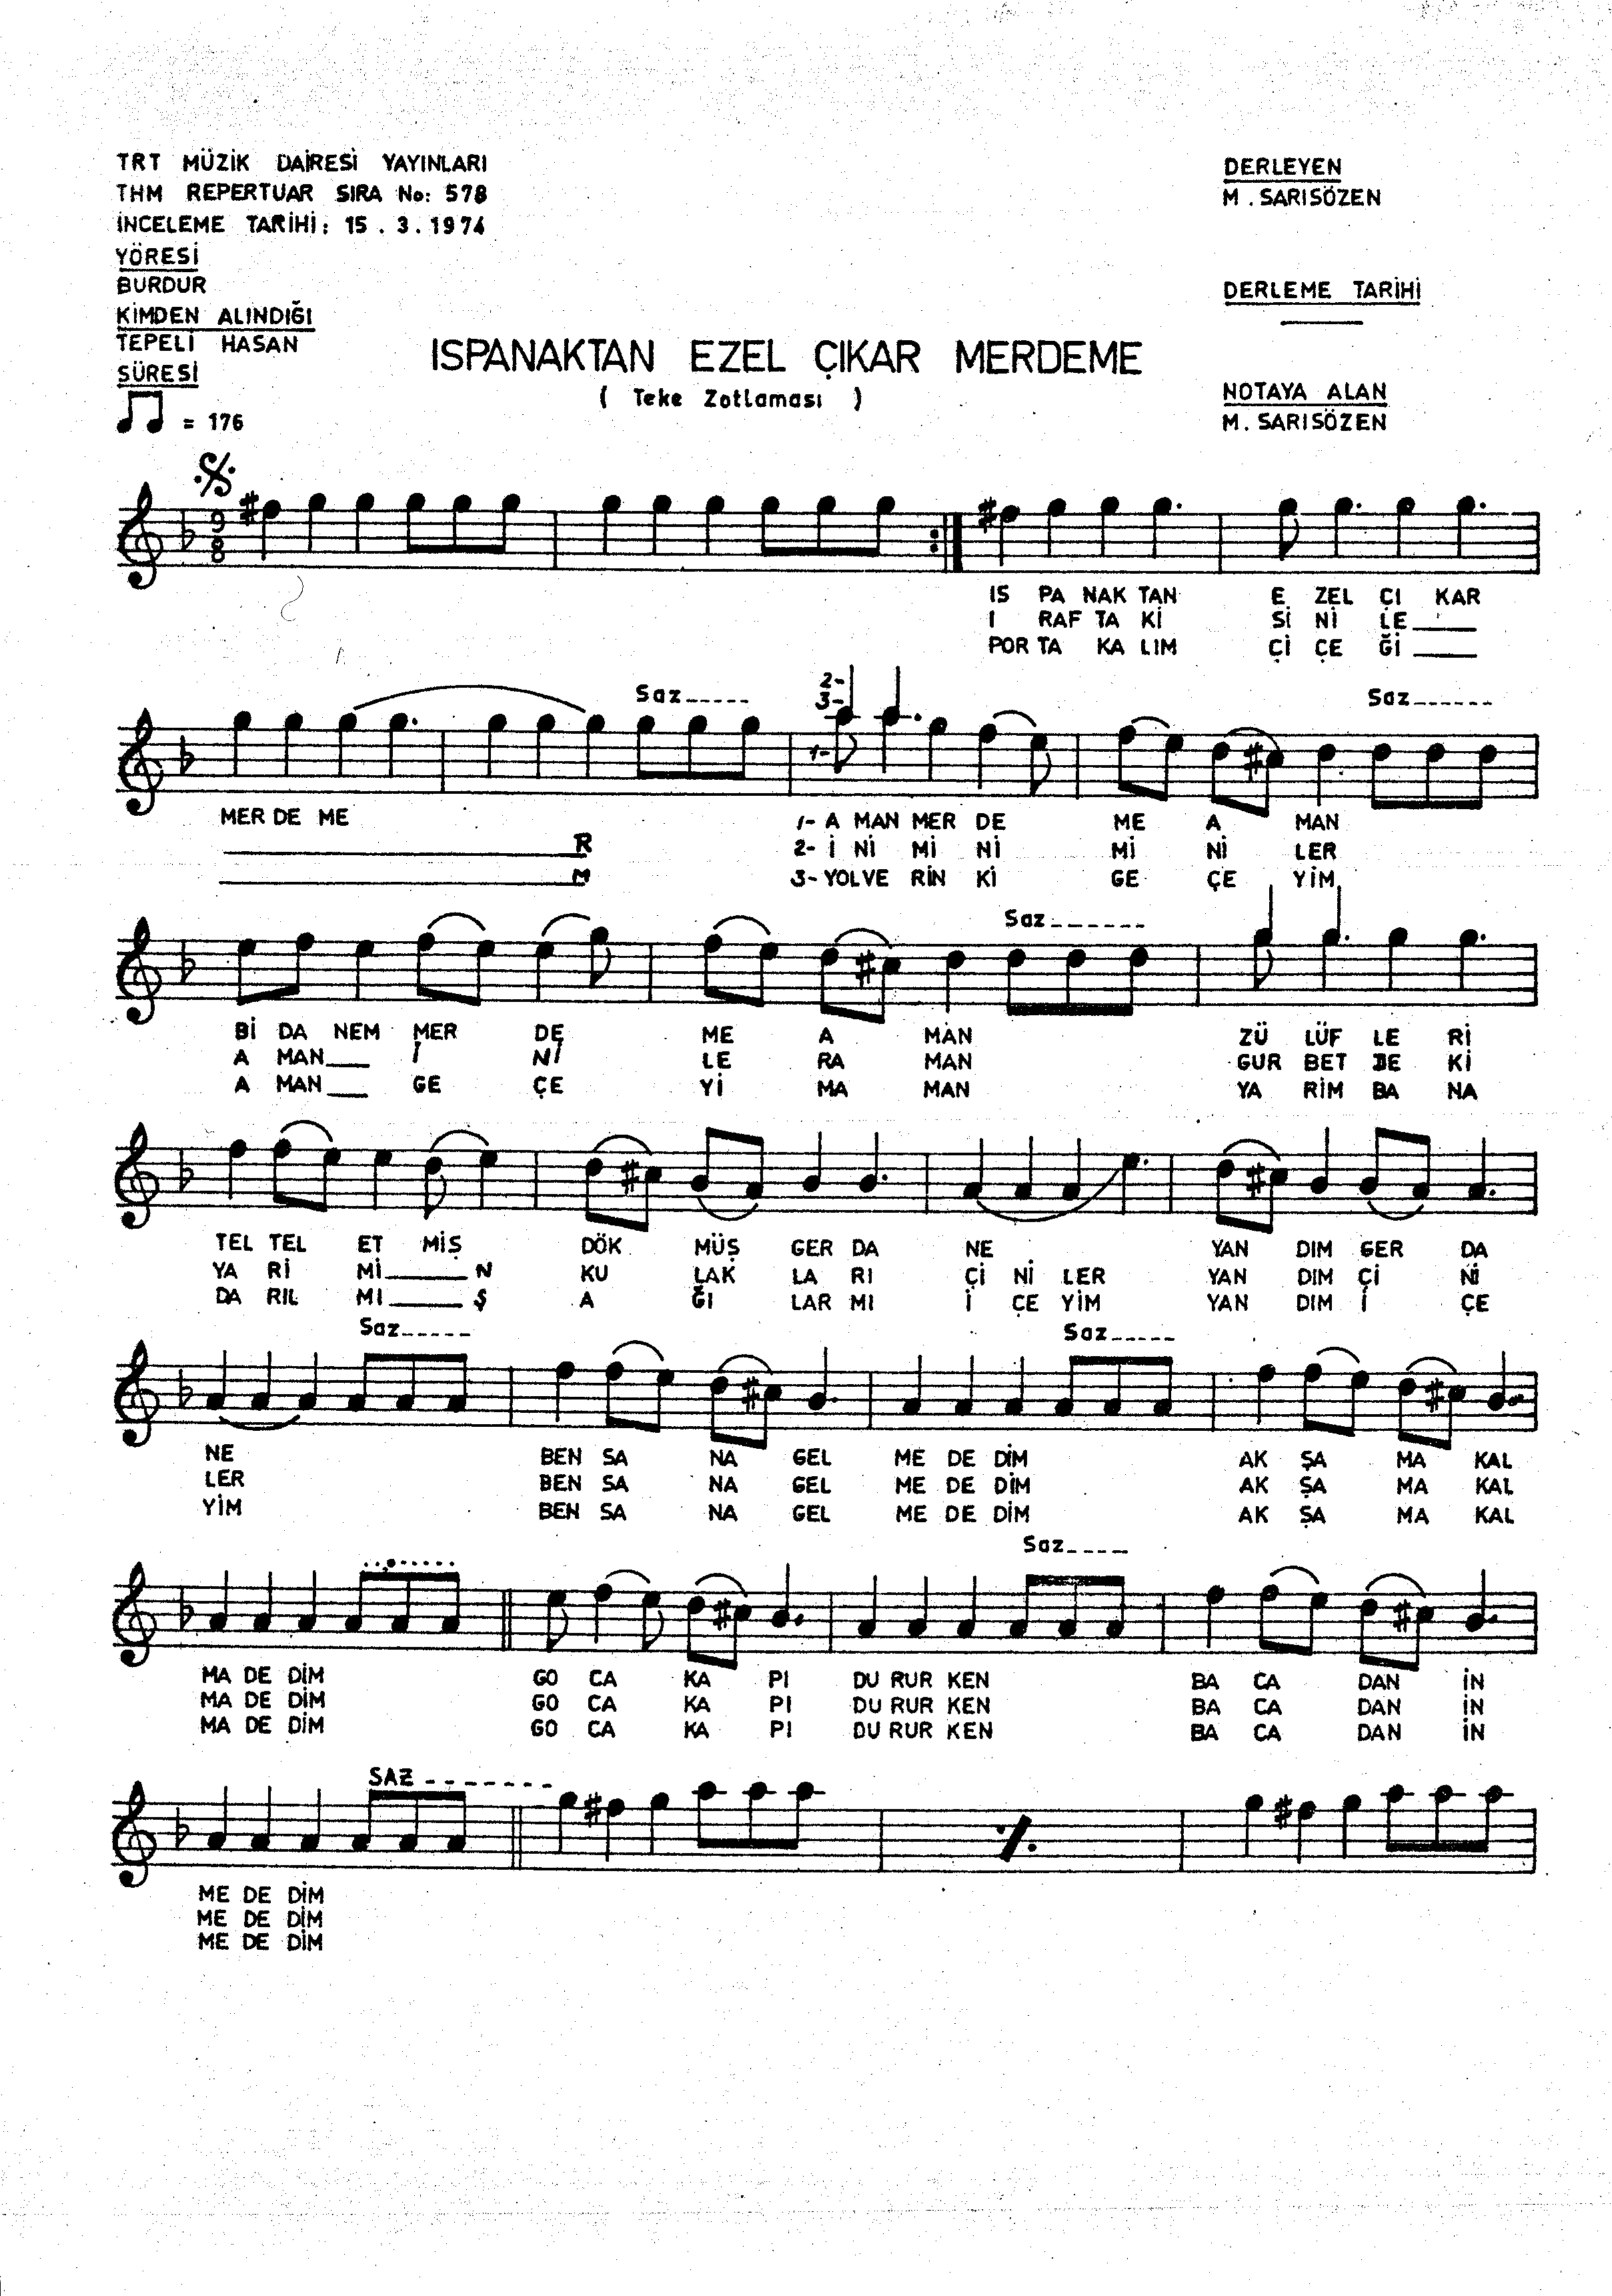 TRT MÜZİK DAİRESİ YAYINLARI
THM REPERTUAR SIRA No: 578
İNCELEME TARİHİ: 15.3.1974
YÖRESİ
BURDUR
KİMDEN ALINDIĞI
TEPELİ HASAN
SÜRESİ
= 176
DERLEYEN
M. SARISÖZEN
DERLEME TARİHİ
NOTAYA ALAN
M. SARISÖZEN
ISPANAKTAN EZEL ÇIKAR MERDEME
( Teke Zotlaması )
9
8
IS PA NAK TAN E ZEL ÇI KAR
I RAF TA Kİ Sİ Nİ LE
POR TA KA LIM Çİ ÇE Ğİ
Saz 2- 3- 1- Saz
MER DE ME 1- A MAN MER DE ME A MAN
R 2- İ Nİ Mİ Nİ Mİ Nİ LER
M 3- YOL VE RİN Kİ GE ÇE YİM
Saz
Bİ DA NEM MER DE ME A MAN ZÜ LÜF LE Rİ
A MAN İ Nİ LE RA MAN GUR BET DE Kİ
A MAN GE ÇE Yİ MA MAN YA RİM BA NA
TEL TEL ET MİŞ DÖK MÜŞ GER DA NE YAN DIM GER DA
YA Rİ Mİ N KU LAK LA RI Çİ Nİ LER YAN DIM Çİ Nİ
DA RIL MI Ş A ĞI LAR MI İ ÇE YİM YAN DIM İ ÇE
Saz Saz
NE BEN SA NA GEL ME DE DİM AK ŞA MA KAL
LER BEN SA NA GEL ME DE DİM AK ŞA MA KAL
YİM BEN SA NA GEL ME DE DİM AK ŞA MA KAL
Saz
MA DE DİM GO CA KA PI DU RUR KEN BA CA DAN İN
MA DE DİM GO CA KA PI DU RUR KEN BA CA DAN İN
MA DE DİM GO CA KA PI DU RUR KEN BA CA DAN İN
SAZ
ME DE DİM
ME DE DİM
ME DE DİM